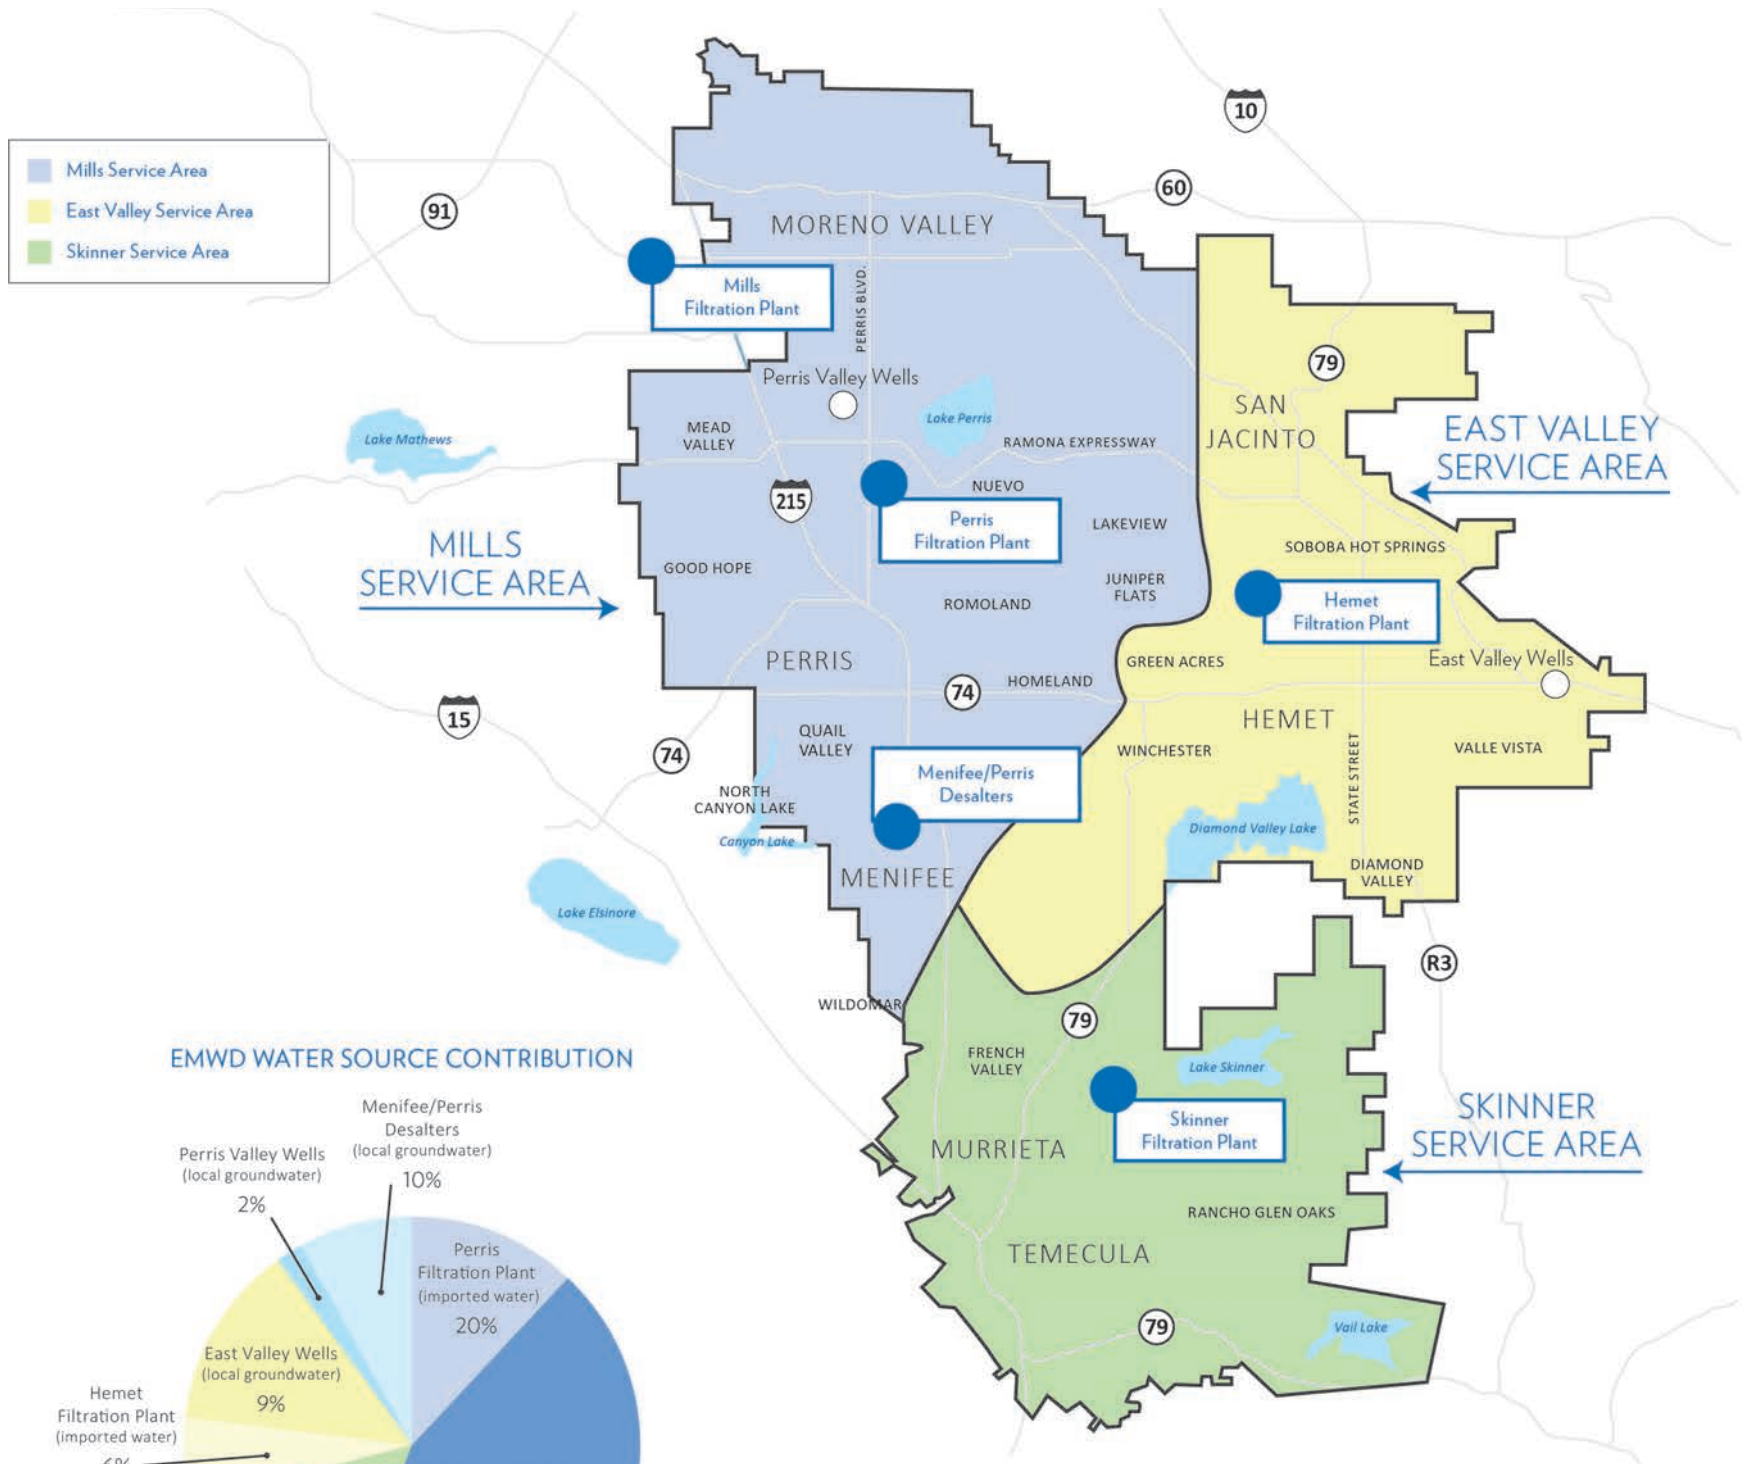 Mills Service Area
East Valley Service Area
Skinner Service Area
91
10
60
MORENO VALLEY
Mills
Filtration Plant
PERRIS BLVD.
79
Perris Valley Wells
Lake Perris
SAN
JACINTO
EAST VALLEY
SERVICE AREA
Lake Mathews
MEAD
VALLEY
RAMONA EXPRESSWAY
215
NUEVO
Perris
Filtration Plant
LAKEVIEW
SOBOBA HOT SPRINGS
MILLS
SERVICE AREA
GOOD HOPE
JUNIPER
FLATS
ROMOLAND
Hemet
Filtration Plant
PERRIS
GREEN ACRES
East Valley Wells
HOMELAND
74
15
74
HEMET
QUAIL
VALLEY
WINCHESTER
STATE STREET
VALLE VISTA
Menifee/Perris
Desalters
NORTH
CANYON LAKE
Canyon Lake
Diamond Valley Lake
DIAMOND
VALLEY
MENIFEE
Lake Elsinore
R3
WILDOMAR
79
FRENCH
VALLEY
Lake Skinner
Skinner
Filtration Plant
SKINNER
SERVICE AREA
MURRIETA
RANCHO GLEN OAKS
TEMECULA
79
Vail Lake
EMWD WATER SOURCE CONTRIBUTION
Menifee/Perris
Desalters
(local groundwater)
10%
Perris Valley Wells
(local groundwater)
2%
Perris
Filtration Plant
(imported water)
20%
East Valley Wells
(local groundwater)
9%
Hemet
Filtration Plant
(imported water)
6%